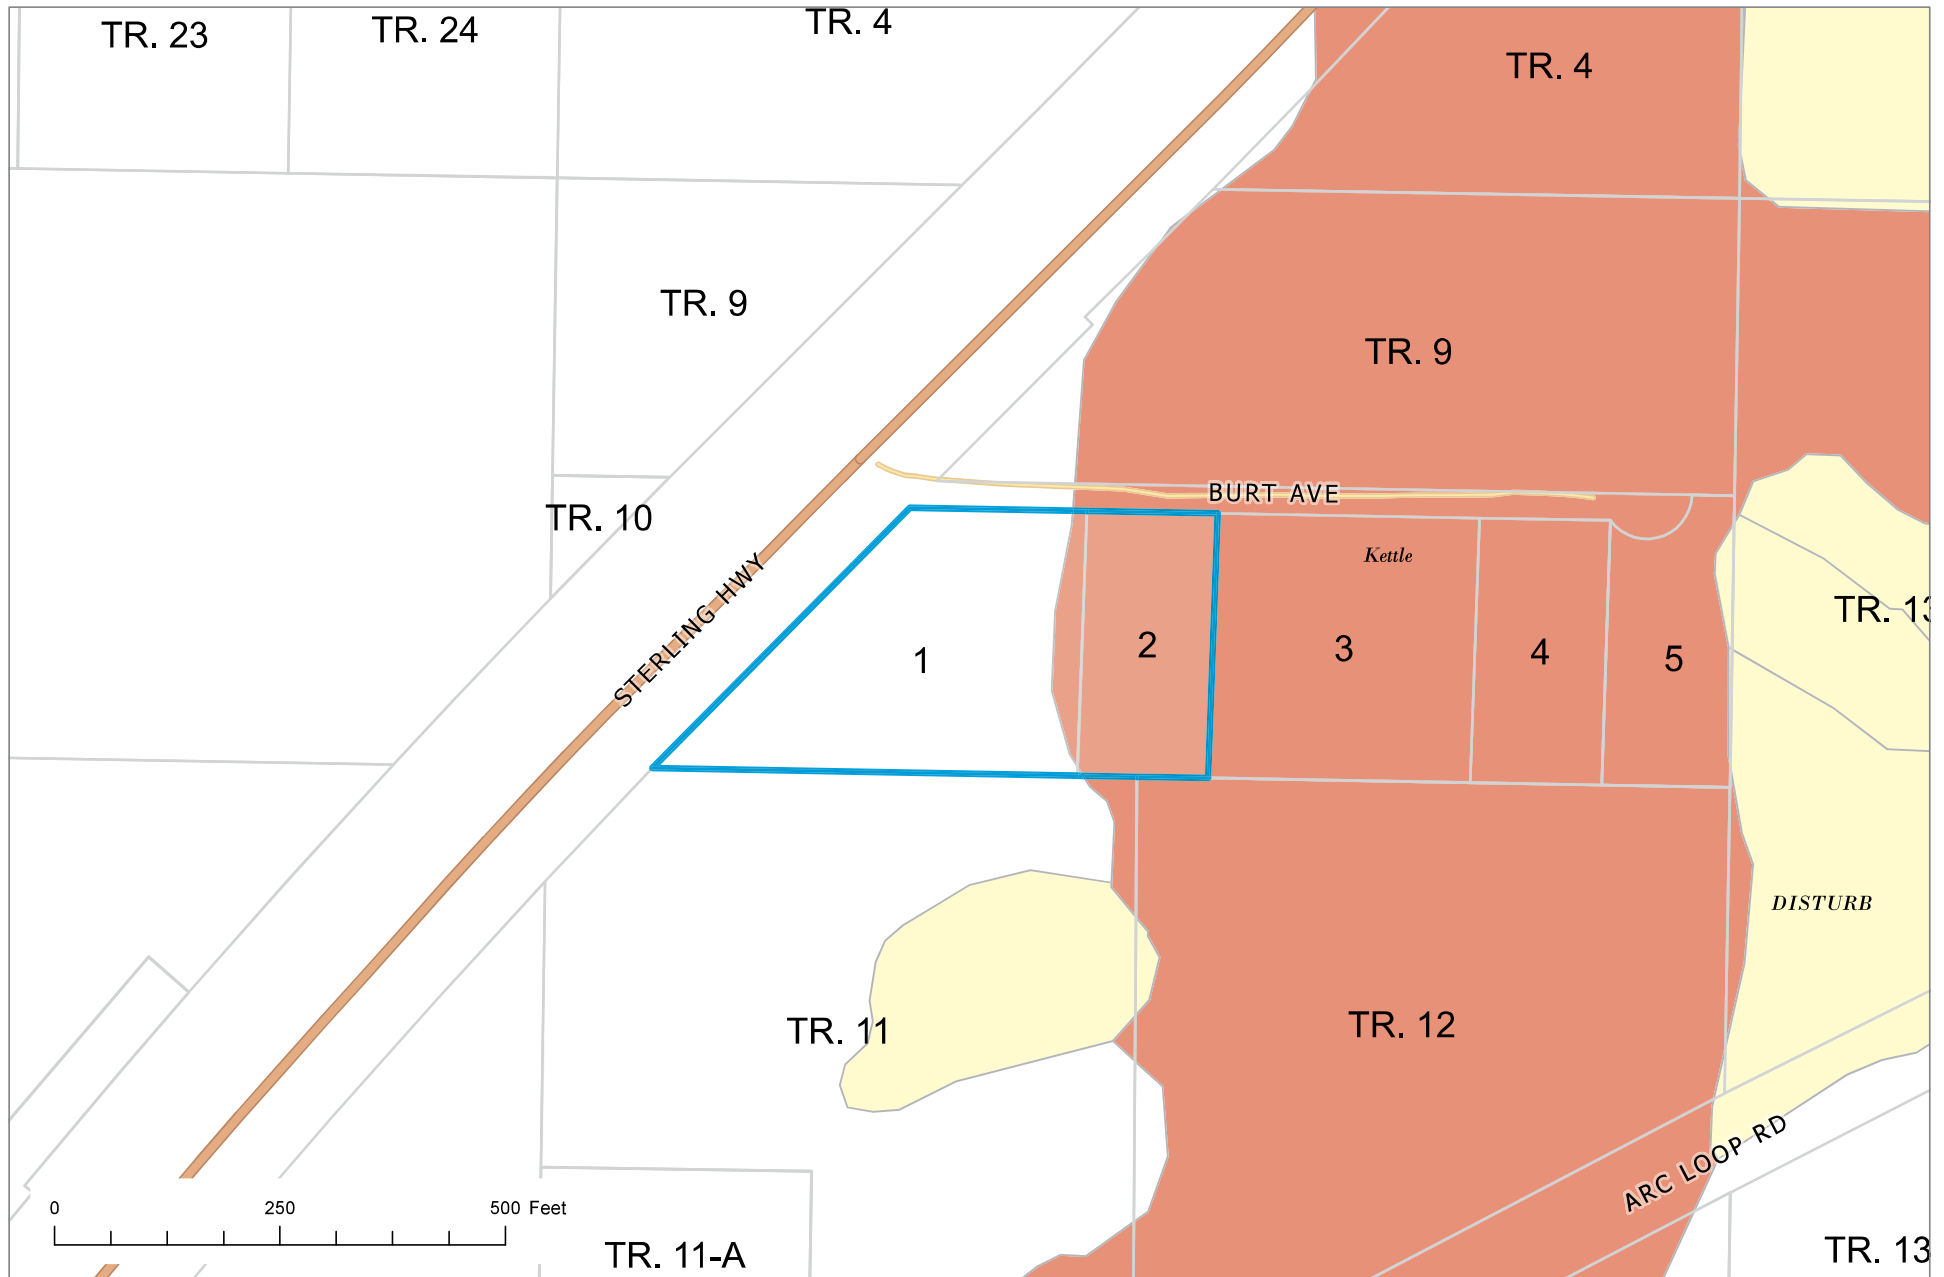 TR. 23
TR. 24
TR. 4
TR. 4
TR. 9
TR. 9
BURT AVE
TR. 10
Kettle
STERLING HWY
1
2
3
4
5
TR. 13
DISTURB
TR. 11
TR. 12
ARC LOOP RD
0 250 500 Feet
TR. 11-A
TR. 13